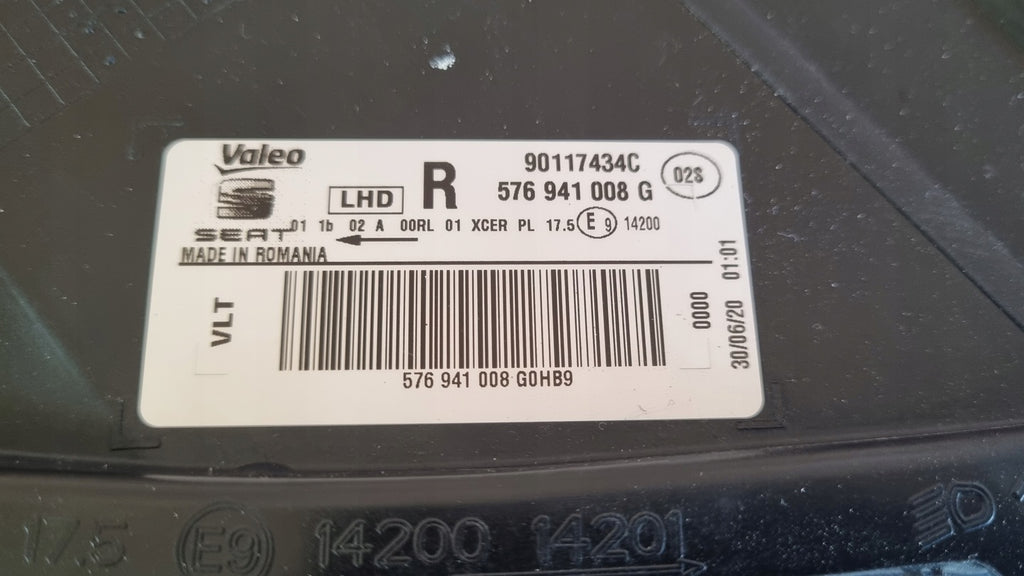 Valeo
90117434C
02S
LHD R 576 941 008 G
01 1b 02 A 00RL 01 XCER PL 17.5 E 9 14200
SEAT
MADE IN ROMANIA
VLT
0000
30/06/20 01:01
576 941 008 G0HB9
17.5 E9 14200 14201